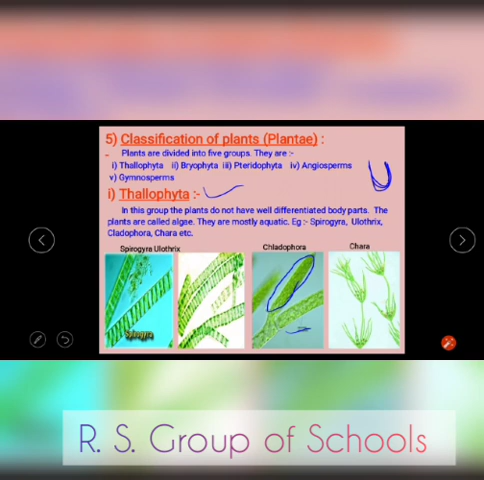 5) Classification of plants (Plantae) :
Plants are divided into five groups. They are :-
i) Thallophyta ii) Bryophyta iii) Pteridophyta iv) Angiosperms
v) Gymnosperms
i) Thallophyta :-
In this group the plants do not have well differentiated body parts. The
plants are called algae. They are mostly aquatic. Eg :- Spirogyra, Ulothrix,
Cladophora, Chara etc.
Spirogyra Ulothrix Chladophora Chara
Spirogyra
R. S. Group of Schools